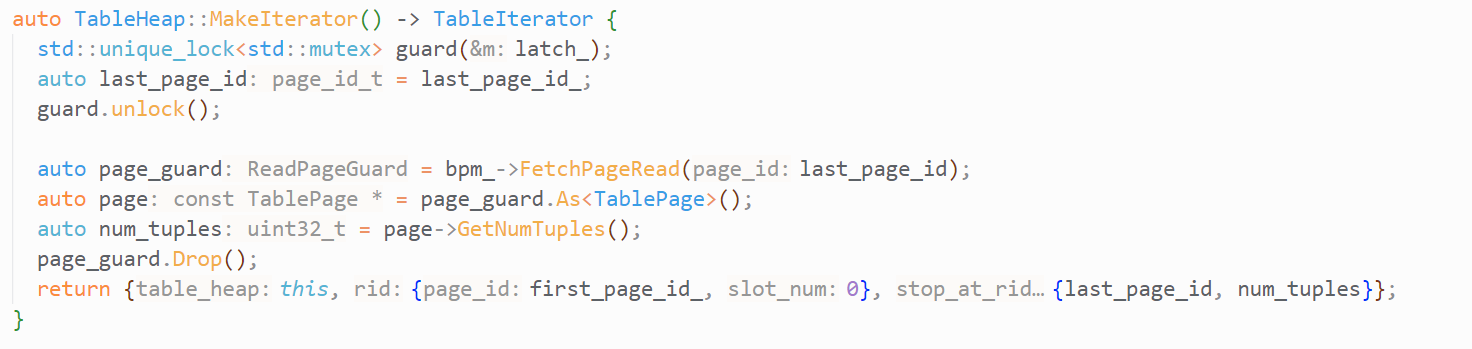 auto TableHeap::MakeIterator() -> TableIterator {
  std::unique_lock<std::mutex> guard(&m: latch_);
  auto last_page_id: page_id_t = last_page_id_;
  guard.unlock();

  auto page_guard: ReadPageGuard = bpm_->FetchPageRead(page_id: last_page_id);
  auto page: const TablePage * = page_guard.As<TablePage>();
  auto num_tuples: uint32_t = page->GetNumTuples();
  page_guard.Drop();
  return {table_heap: this, rid: {page_id: first_page_id_, slot_num: 0}, stop_at_rid… {last_page_id, num_tuples}};
}